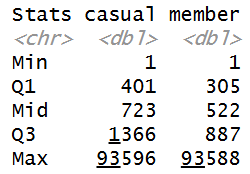 Stats casual member
<chr> <dbl> <dbl>
Min 1 1
Q1 401 305
Mid 723 522
Q3 1366 887
Max 93596 93588